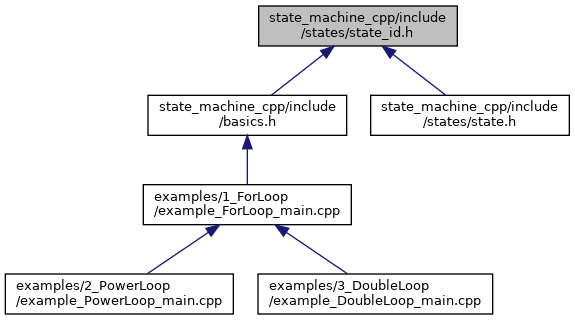 state_machine_cpp/include
/states/state_id.h
state_machine_cpp/include
/basics.h
state_machine_cpp/include
/states/state.h
examples/1_ForLoop
/example_ForLoop_main.cpp
examples/2_PowerLoop
/example_PowerLoop_main.cpp
examples/3_DoubleLoop
/example_DoubleLoop_main.cpp